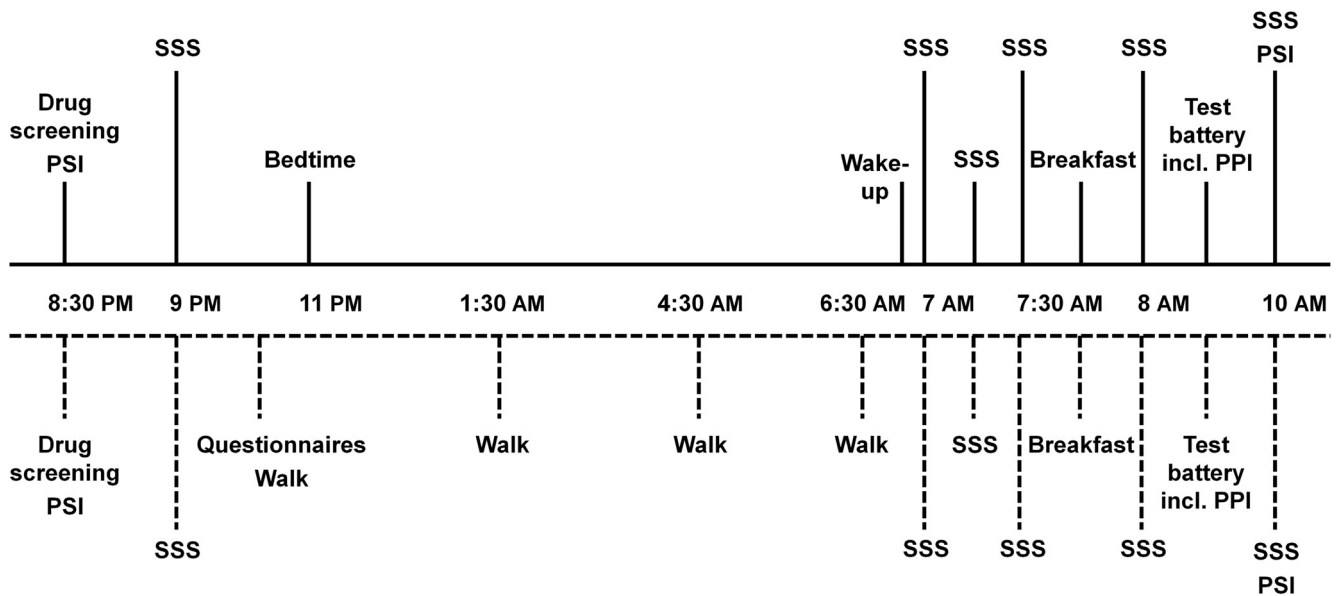 SSS
SSS
SSS
SSS
SSS
PSI
Drug
screening
PSI
Bedtime
Wake-
up
SSS
Breakfast
Test
battery
incl. PPI
8:30 PM 9 PM 11 PM 1:30 AM 4:30 AM 6:30 AM 7 AM 7:30 AM 8 AM 10 AM
Drug
screening
PSI
Questionnaires
Walk
Walk
Walk
Walk
SSS
Breakfast
Test
battery
incl. PPI
SSS
SSS
SSS
SSS
SSS
PSI